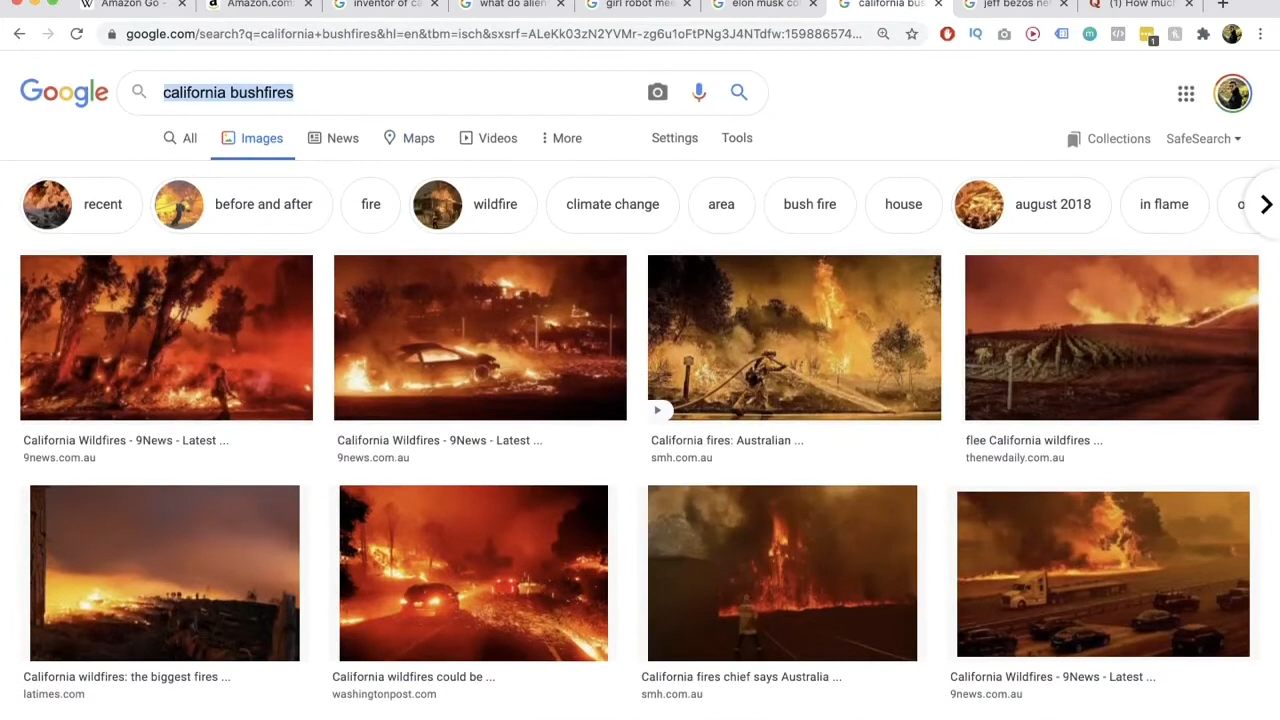 Amazon Go -
Amazon.com:
inventor of ca
what do alien
girl robot mee
elon musk co
california bus
jeff bezos ne
(1) How much
google.com/search?q=california+bushfires&hl=en&tbm=isch&sxsrf=ALeKk03zN2YVMr-zg6u1oFtPNg3J4NTdfw:159886574...
Google
california bushfires
All
Images
News
Maps
Videos
More
Settings
Tools
Collections
SafeSearch
recent
before and after
fire
wildfire
climate change
area
bush fire
house
august 2018
in flame
California Wildfires - 9News - Latest ...
9news.com.au
California Wildfires - 9News - Latest ...
9news.com.au
California fires: Australian ...
smh.com.au
flee California wildfires ...
thenewdaily.com.au
California wildfires: the biggest fires ...
latimes.com
California wildfires could be ...
washingtonpost.com
California fires chief says Australia ...
smh.com.au
California Wildfires - 9News - Latest ...
9news.com.au